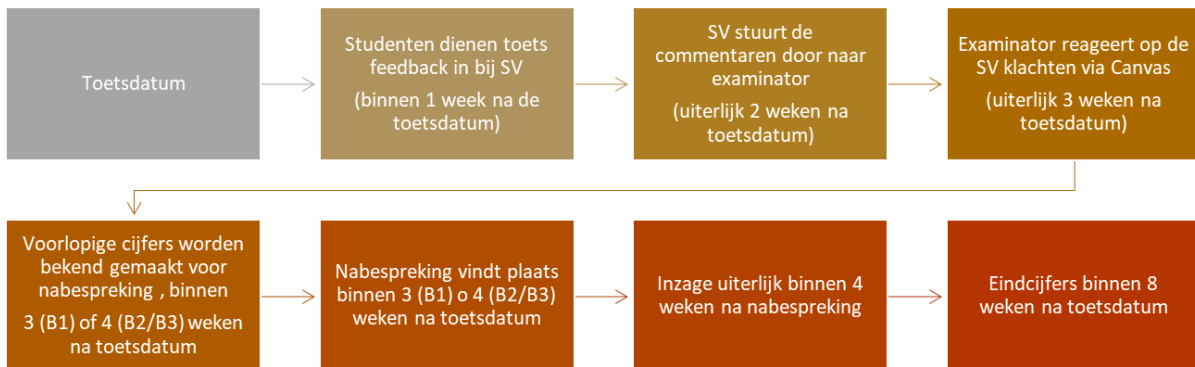 Toetsdatum
Studenten dienen toets
feedback in bij SV
(binnen 1 week na de
toetsdatum)
SV stuurt de
commentaren door naar
examinator
(uiterlijk 2 weken na
toetsdatum)
Examinator reageert op de
SV klachten via Canvas
(uiterlijk 3 weken na
toetsdatum)
Voorlopige cijfers worden
bekend gemaakt voor
nabespreking , binnen
3 (B1) of 4 (B2/B3) weken
na toetsdatum
Nabespreking vindt plaats
binnen 3 (B1) o 4 (B2/B3)
weken na toetsdatum
Inzage uiterlijk binnen 4
weken na nabespreking
Eindcijfers binnen 8
weken na toetsdatum